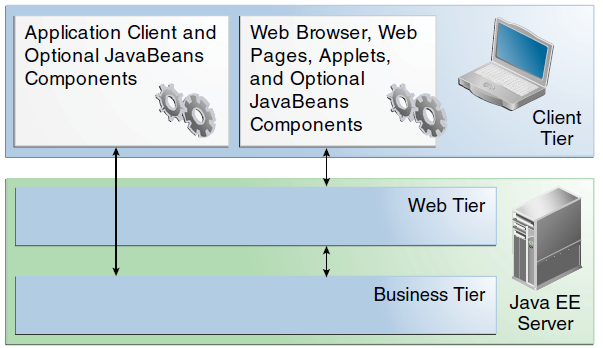 Application Client and
Optional JavaBeans
Components
Web Browser, Web
Pages, Applets,
and Optional
JavaBeans
Components
Client
Tier
Web Tier
Business Tier
Java EE
Server